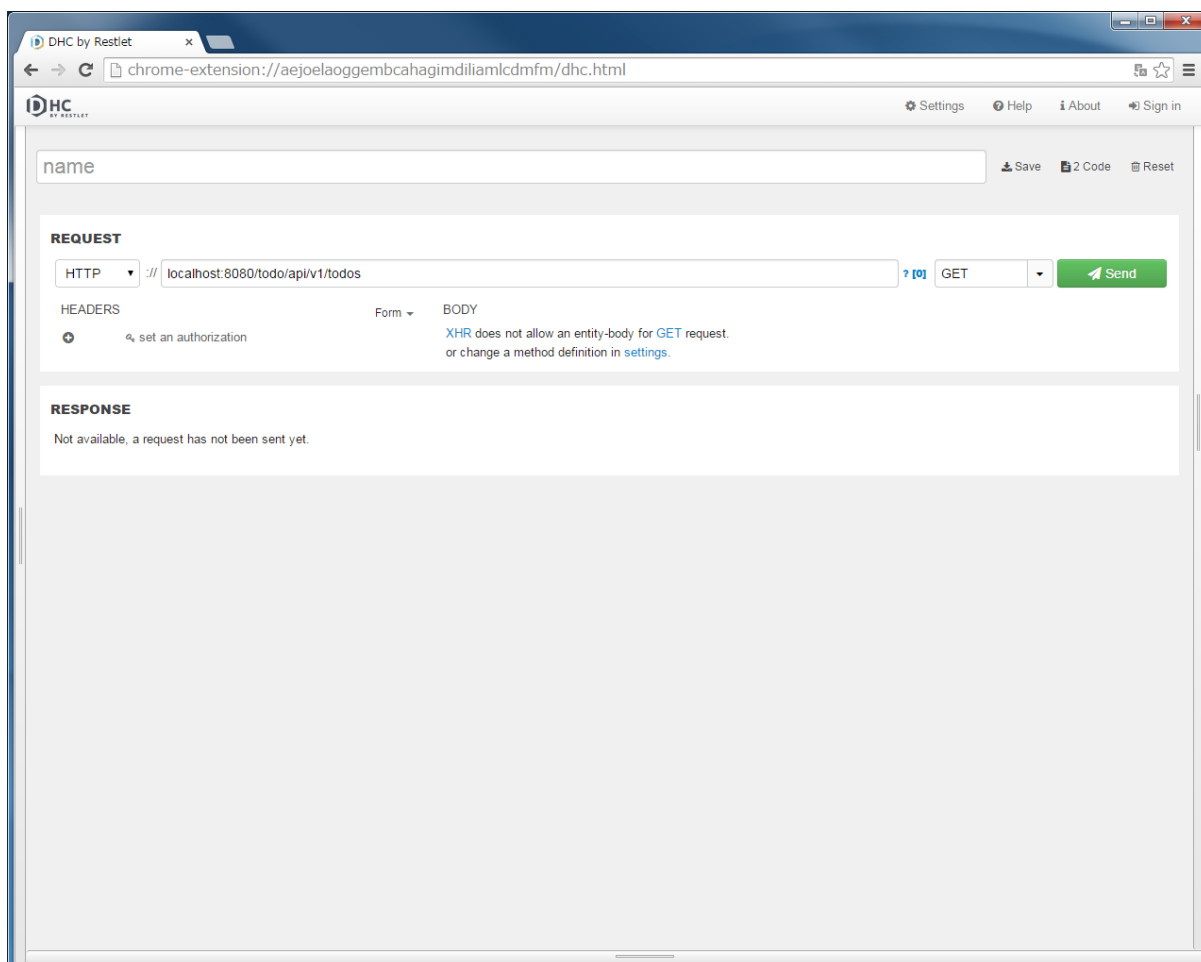 DHC by Restlet
chrome-extension://aejoelaoggembcahagimdiliamlcdmfm/dhc.html
DHC
BY RESTLET
Settings Help About Sign in
name
Save 2 Code Reset
REQUEST
HTTP :// localhost:8080/todo/api/v1/todos ? [0] GET Send
HEADERS Form BODY
set an authorization XHR does not allow an entity-body for GET request.
or change a method definition in settings.
RESPONSE
Not available, a request has not been sent yet.